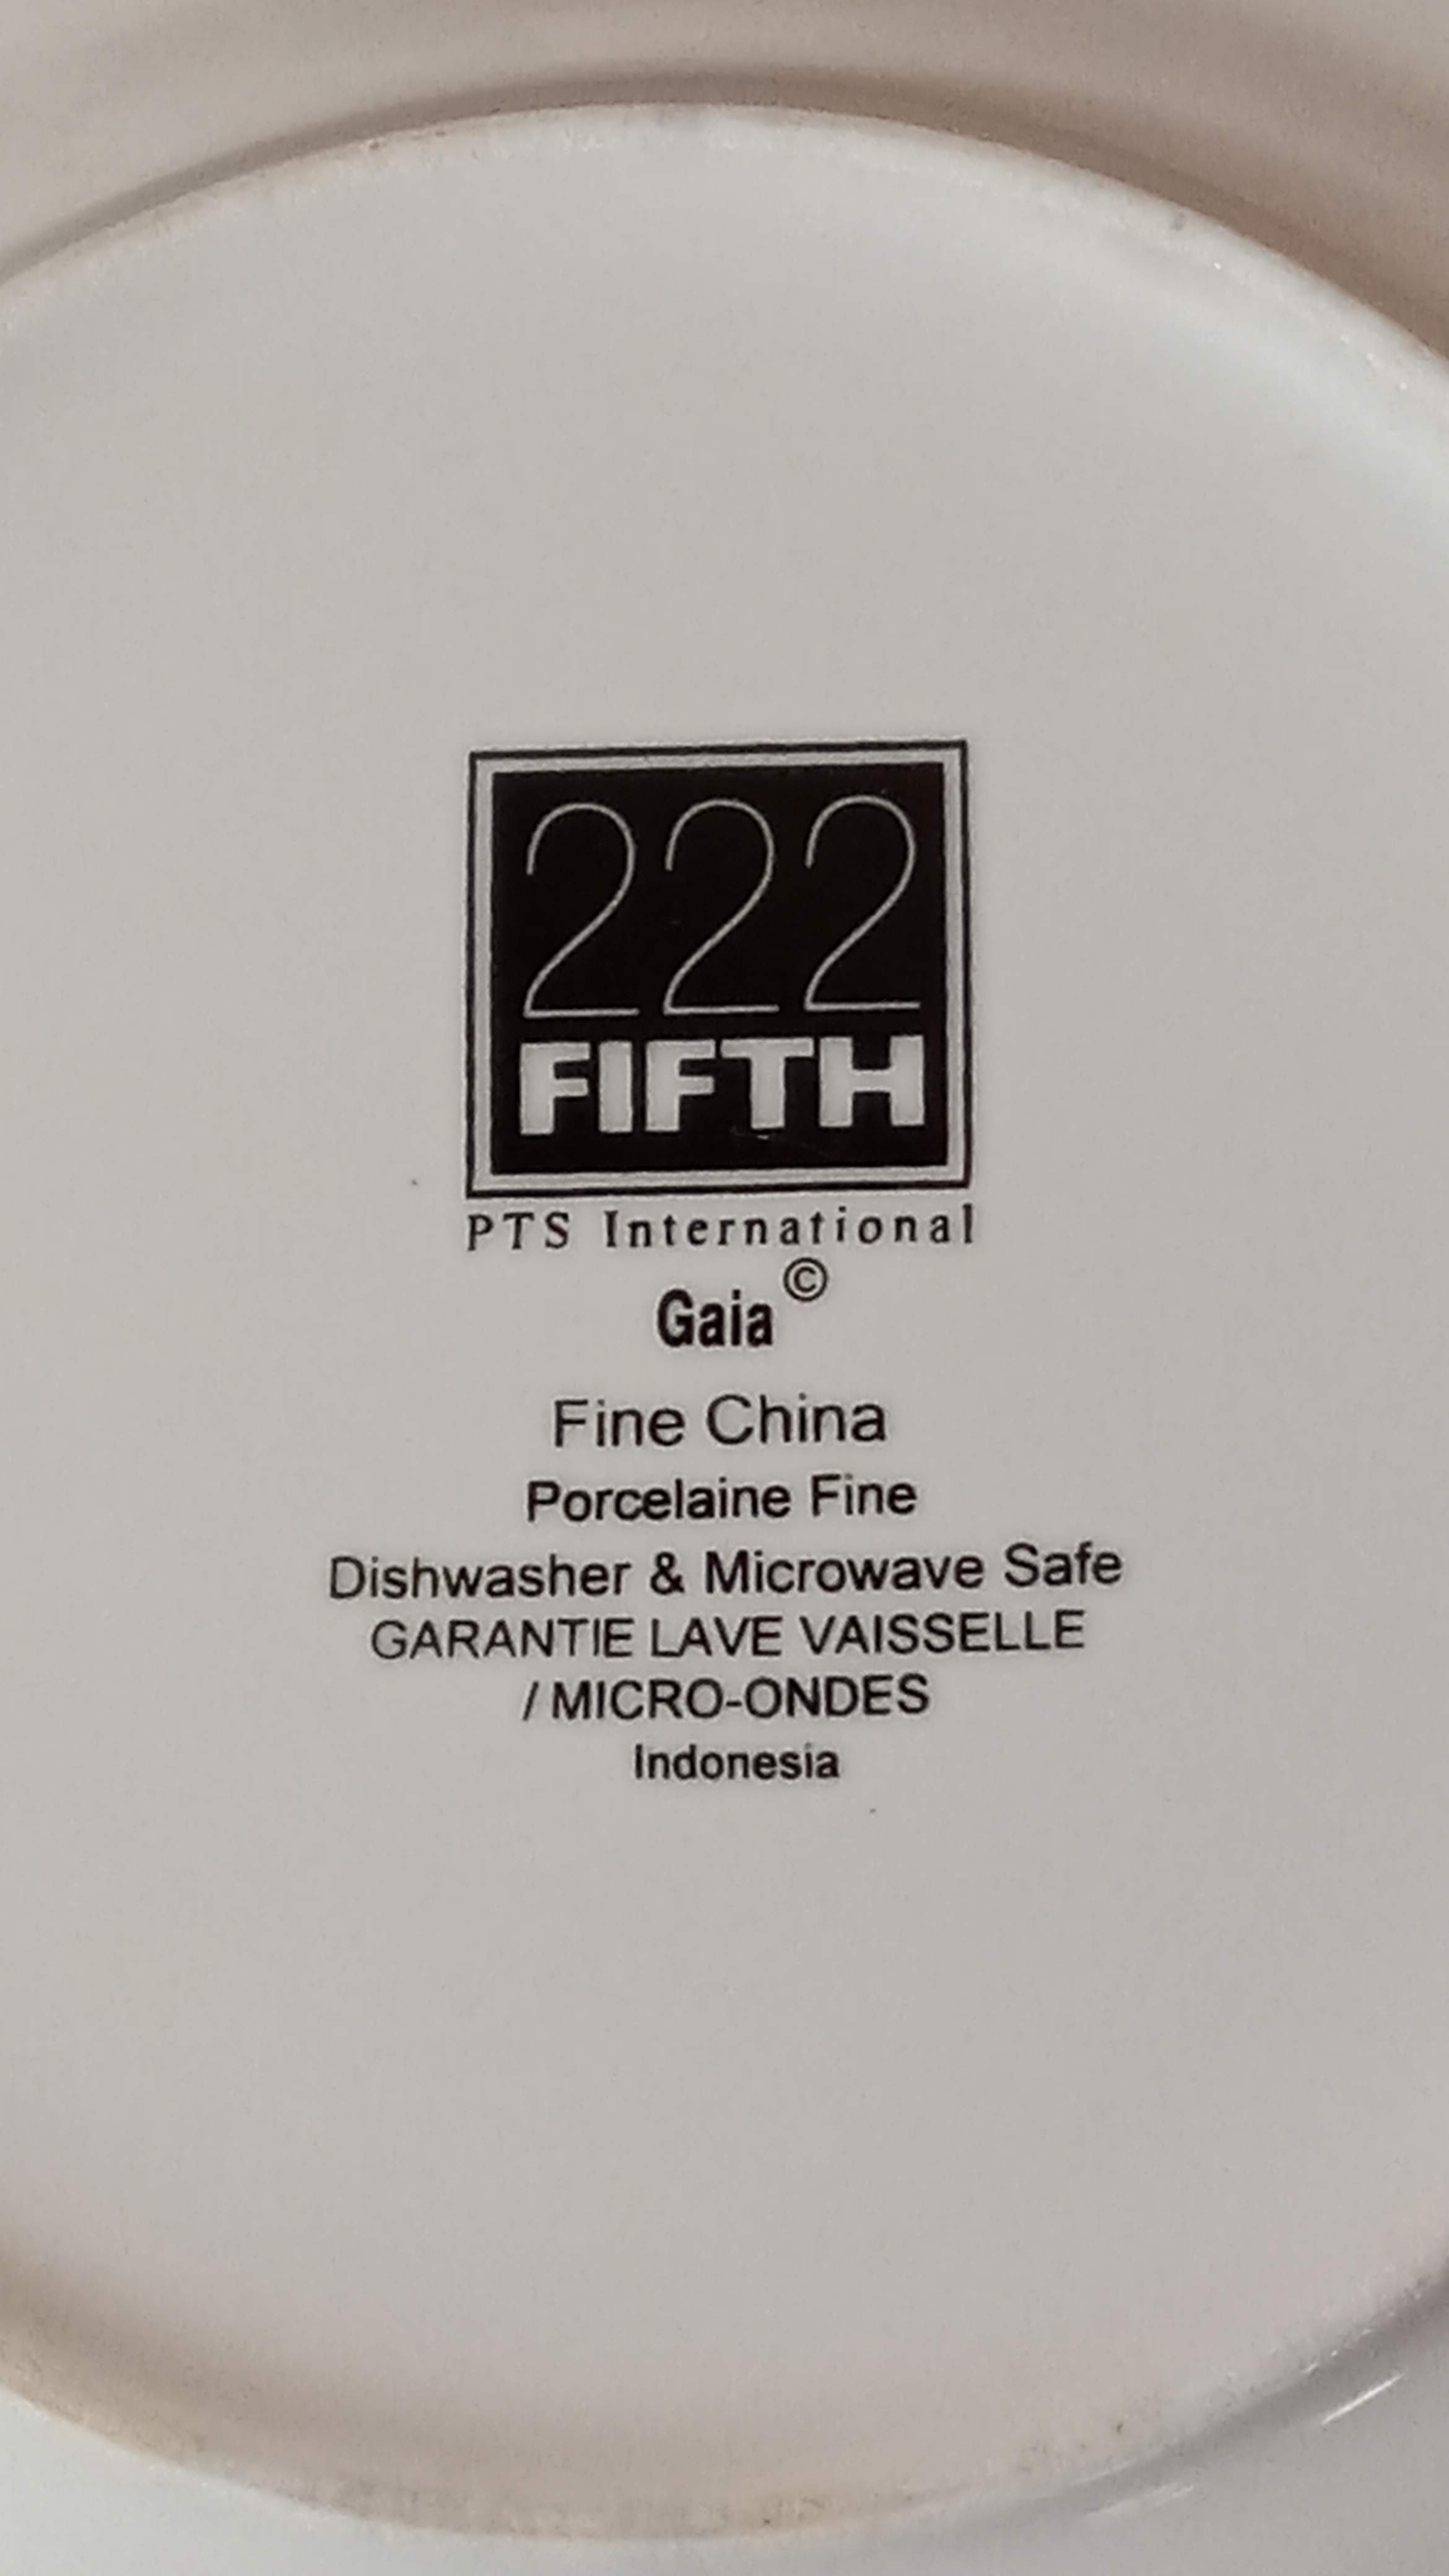 222
FIFTH
PTS International
Gaia©
Fine China
Porcelaine Fine
Dishwasher & Microwave Safe
GARANTIE LAVE VAISSELLE
/ MICRO-ONDES
Indonesia